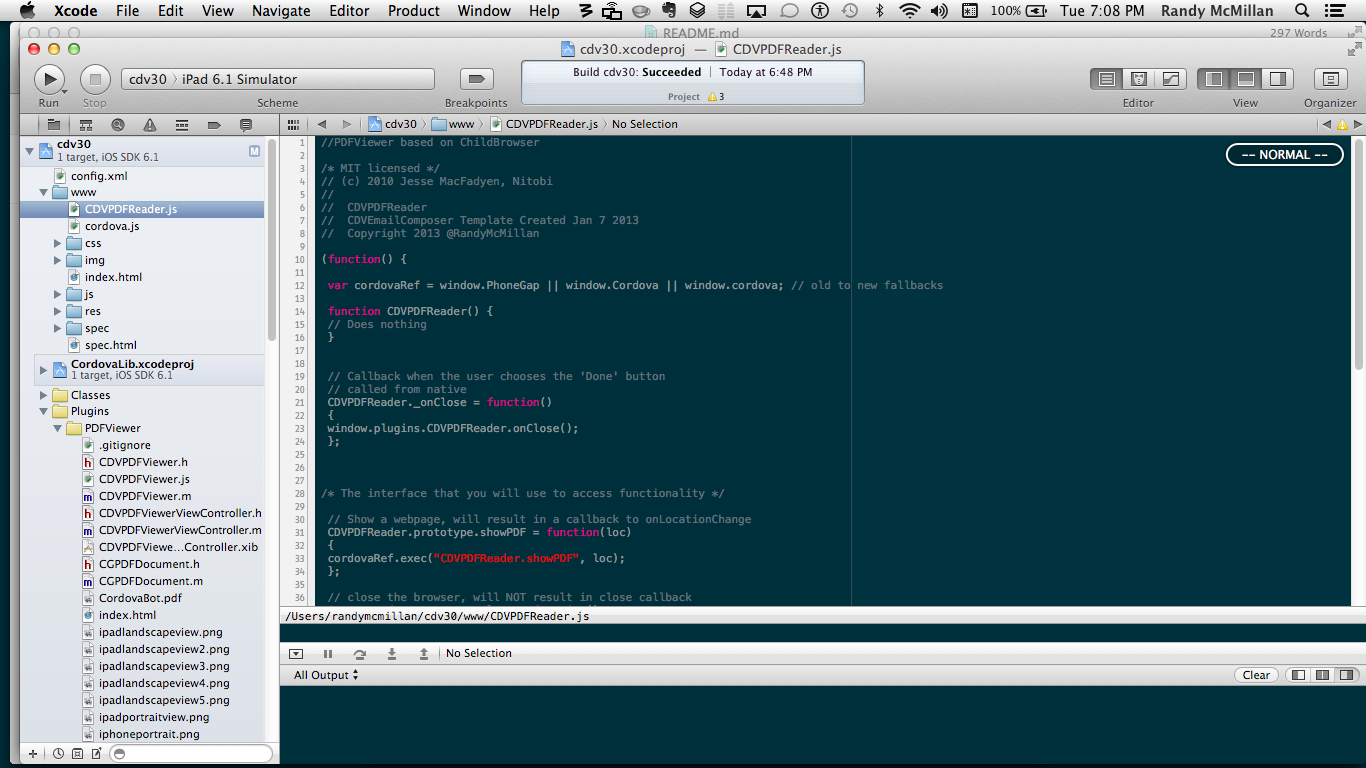 Xcode File Edit View Navigate Editor Product Window Help 100% Tue 7:08 PM Randy McMillan
README.md 297 Words
cdv30.xcodeproj — CDVPDFReader.js
cdv30 〉 iPad 6.1 Simulator
Build cdv30: Succeeded | Today at 6:48 PM
Project 3
Run Stop Scheme Breakpoints Editor View Organizer
cdv30 〉 www 〉 CDVPDFReader.js 〉 No Selection
cdv30
1 target, iOS SDK 6.1
M
config.xml
www
CDVPDFReader.js
cordova.js
css
img
index.html
js
res
spec
spec.html
CordovaLib.xcodeproj
1 target, iOS SDK 6.1
Classes
Plugins
PDFViewer
.gitignore
CDVPDFViewer.h
CDVPDFViewer.js
CDVPDFViewer.m
CDVPDFViewerViewController.h
CDVPDFViewerViewController.m
CDVPDFViewe...Controller.xib
CGPDFDocument.h
CGPDFDocument.m
CordovaBot.pdf
index.html
ipadlandscapeview.png
ipadlandscapeview2.png
ipadlandscapeview3.png
ipadlandscapeview4.png
ipadlandscapeview5.png
ipadportraitview.png
iphoneportrait.png
-- NORMAL --
1 //PDFViewer based on ChildBrowser
2
3 /* MIT licensed */
4 // (c) 2010 Jesse MacFadyen, Nitobi
5 //
6 // CDVPDFReader
7 // CDVEmailComposer Template Created Jan 7 2013
8 // Copyright 2013 @RandyMcMillan
9
10 (function() {
11
12 var cordovaRef = window.PhoneGap || window.Cordova || window.cordova; // old to new fallbacks
13
14 function CDVPDFReader() {
15 // Does nothing
16 }
17
18
19 // Callback when the user chooses the 'Done' button
20 // called from native
21 CDVPDFReader._onClose = function()
22 {
23 window.plugins.CDVPDFReader.onClose();
24 };
25
26
27
28 /* The interface that you will use to access functionality */
29
30 // Show a webpage, will result in a callback to onLocationChange
31 CDVPDFReader.prototype.showPDF = function(loc)
32 {
33 cordovaRef.exec("CDVPDFReader.showPDF", loc);
34 };
35
36 // close the browser, will NOT result in close callback
/Users/randymcmillan/cdv30/www/CDVPDFReader.js
No Selection
All Output
Clear